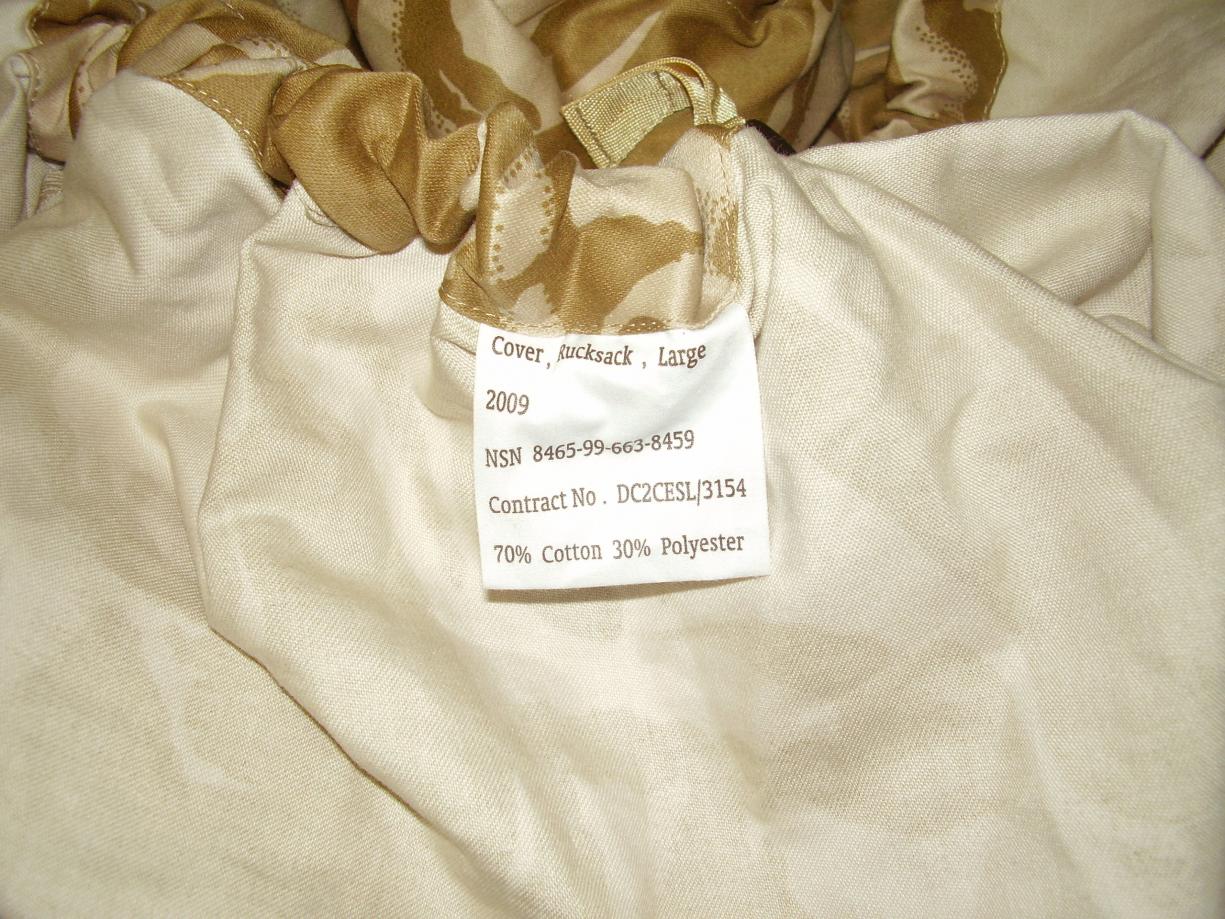 Cover, Rucksack , Large
2009
NSN 8465-99-663-8459
Contract No . DC2CESL/3154
70% Cotton 30% Polyester